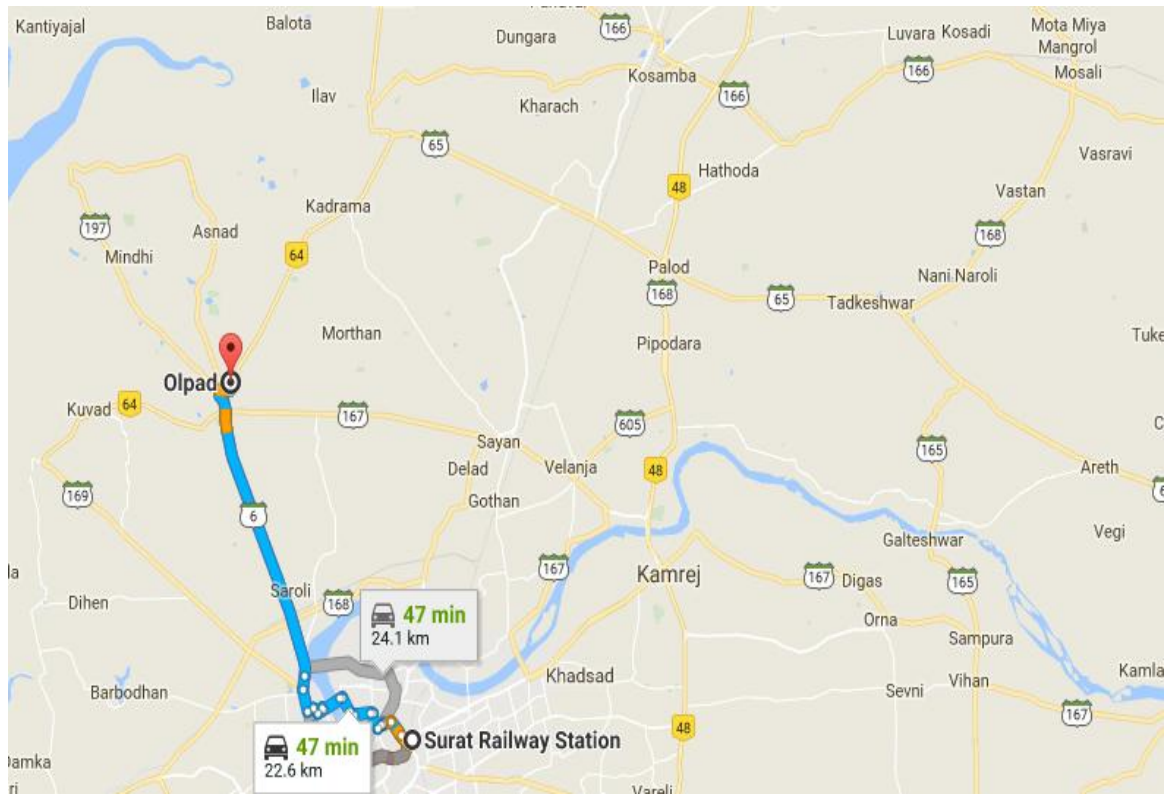 Kantiyajal
Balota
Dungara
166
Luvara
Kosadi
Mota Miya
Mangrol
Mosali
Kosamba
166
166
Ilav
Kharach
65
Vasravi
Hathoda
48
Vastan
Kadrama
197
Asnad
Mindhi
64
168
Nani Naroli
Palod
168
65
Tadkeshwar
Morthan
Pipodara
Tuke
Olpad
Kuvad
64
167
605
Sayan
165
Delad
Velanja
48
Areth
169
Gothan
6
Vegi
Galteshwar
167
Kamrej
167
Digas
165
Saroli
Dihen
168
47 min
24.1 km
Orna
Sampura
Khadsad
Barbodhan
Sevni
Vihan
Kamla
167
48
Surat Railway Station
47 min
22.6 km
Damka
Vareli